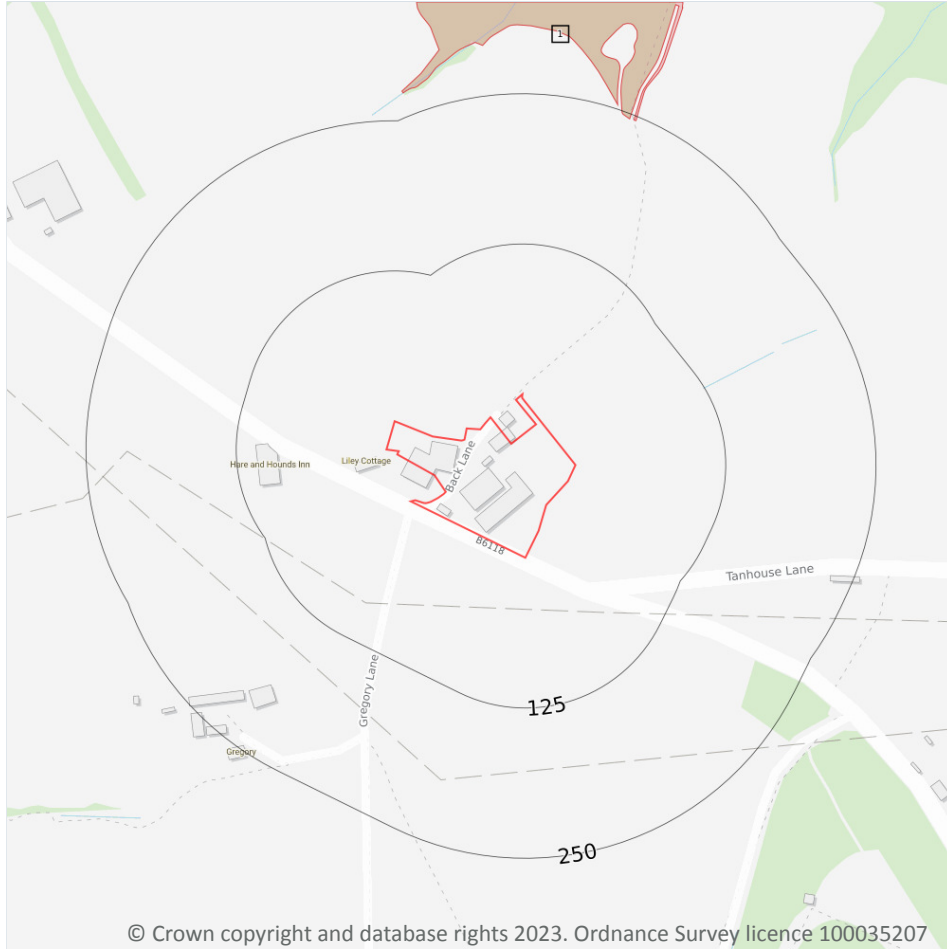 1
Hare and Hounds Inn
Liley Cottage
Back Lane
B6118
Tanhouse Lane
Gregory Lane
125
Gregory
250
© Crown copyright and database rights 2023. Ordnance Survey licence 100035207